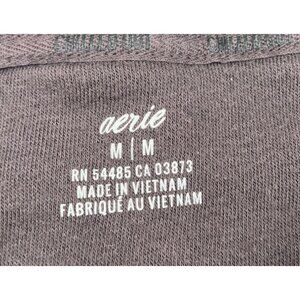 aerie
M | M
RN 54485 CA 03873
MADE IN VIETNAM
FABRIQUÉ AU VIETNAM